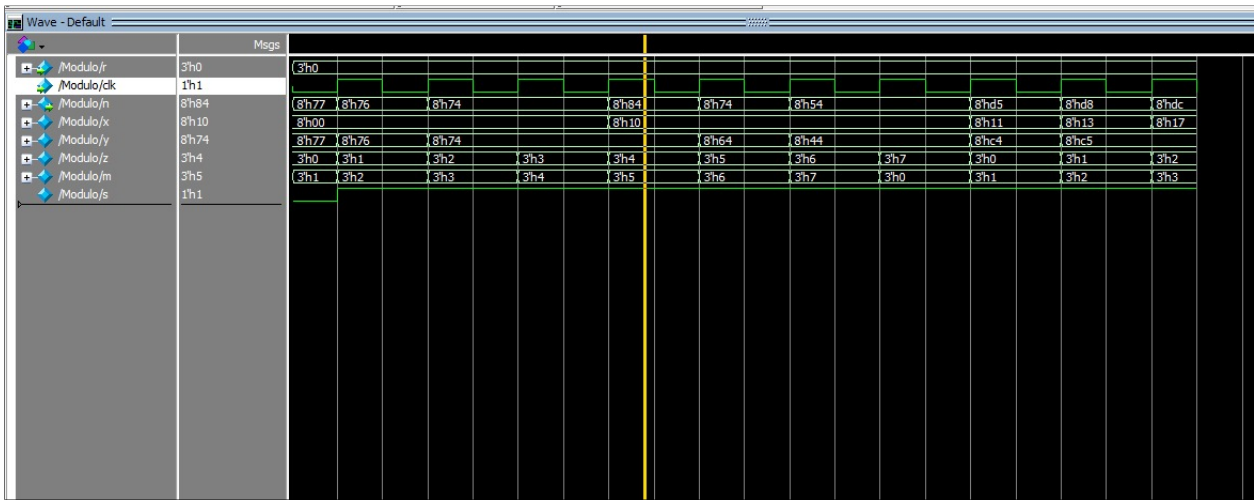 Wave - Default
Msgs
/Modulo/r 3'h0 3'h0
/Modulo/clk 1'h1
/Modulo/n 8'h84 8'h77 8'h76 8'h74 8'h84 8'h74 8'h54 8'hd5 8'hd8 8'hdc
/Modulo/x 8'h10 8'h00 8'h10 8'h11 8'h13 8'h17
/Modulo/y 8'h74 8'h77 8'h76 8'h74 8'h64 8'h44 8'hc4 8'hc5
/Modulo/z 3'h4 3'h0 3'h1 3'h2 3'h3 3'h4 3'h5 3'h6 3'h7 3'h0 3'h1 3'h2
/Modulo/m 3'h5 3'h1 3'h2 3'h3 3'h4 3'h5 3'h6 3'h7 3'h0 3'h1 3'h2 3'h3
/Modulo/s 1'h1